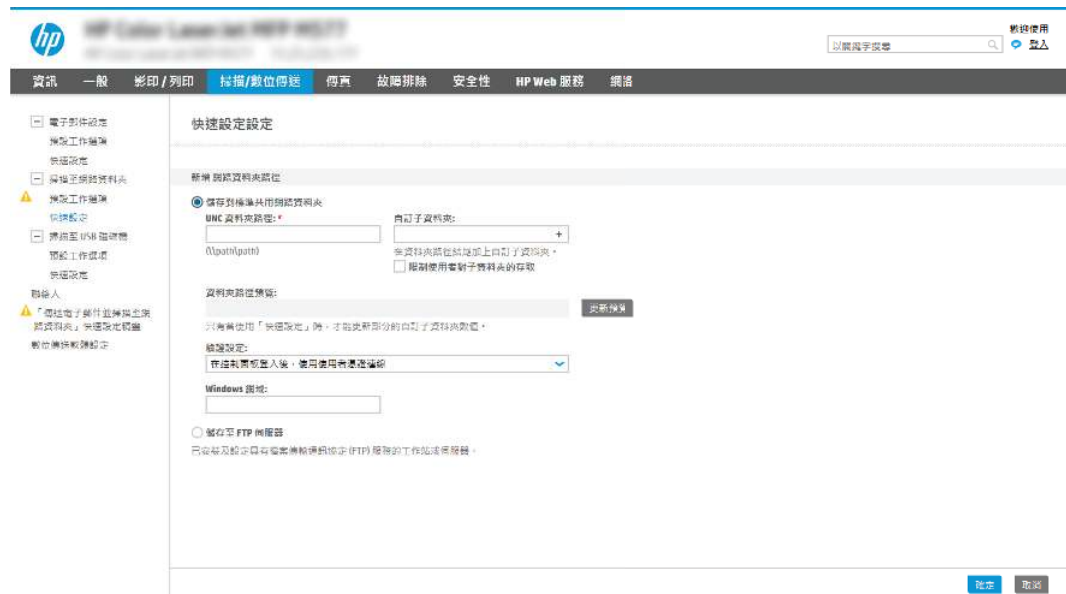 hp
歡迎使用
以關鍵字搜尋
登入
資訊 一般 影印 / 列印 掃描/數位傳送 傳真 故障排除 安全性 HP Web 服務 網路
電子郵件設定
預設工作選項
快速設定
掃描至網路資料夾
預設工作選項
快速設定
掃描至 USB 磁碟機
預設工作選項
快速設定
聯絡人
「傳送電子郵件並掃描至網
路資料夾」快速設定精靈
數位傳送軟體設定
快速設定設定
新增 網路資料夾路徑
儲存到標準共用網路資料夾
UNC 資料夾路徑:*
自訂子資料夾:
(\\path\path)
在資料夾路徑結尾加上自訂子資料夾。
限制使用者對子資料夾的存取
資料夾路徑預覽:
更新預覽
只有當使用「快速設定」時,才能更新部分的自訂子資料夾數值。
驗證設定:
在控制面板登入後,使用使用者憑證連線
Windows 網域:
儲存至 FTP 伺服器
已安裝及設定具有檔案傳輸通訊協定 (FTP) 服務的工作站或伺服器。
確定 取消